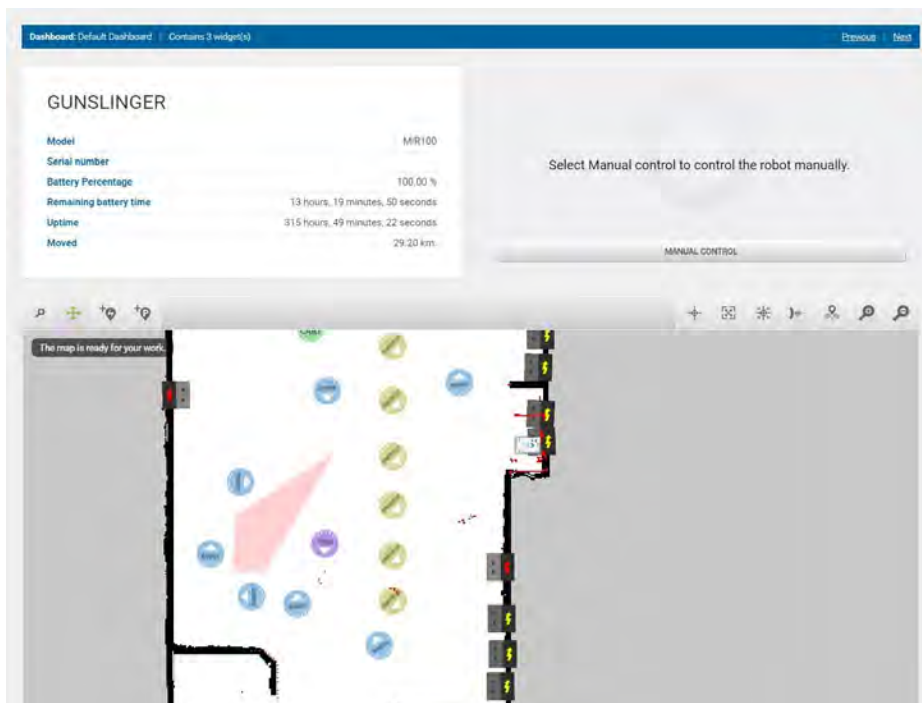 Dashboard: Default Dashboard | Contains 3 widget(s)
Previous | Next
GUNSLINGER
Model MiR100
Serial number
Battery Percentage 100.00 %
Remaining battery time 13 hours, 19 minutes, 50 seconds
Uptime 315 hours, 49 minutes, 22 seconds
Moved 29.20 km.
Select Manual control to control the robot manually.
MANUAL CONTROL
The map is ready for your work.